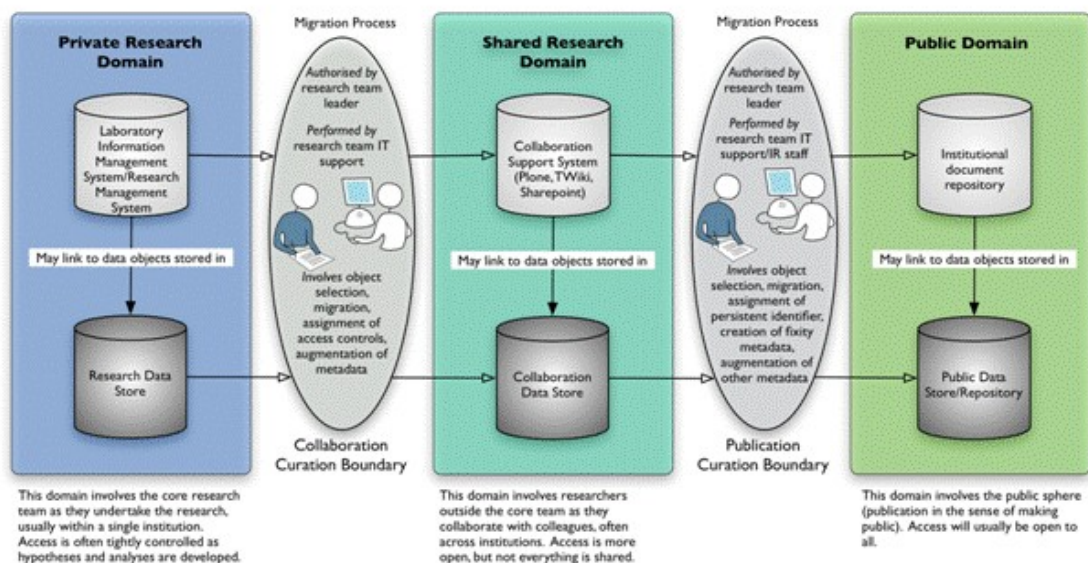 Private Research
Domain
Laboratory
Information
Management
System/Research
Management
System
May link to data objects stored in
Research Data
Store
This domain involves the core research
team as they undertake the research,
usually within a single institution.
Access is often tightly controlled as
hypotheses and analyses are developed.
Migration Process
Authorised by
research team
leader
Performed by
research team IT
support
Involves object
selection,
migration,
assignment of
access controls,
augmentation of
metadata
Collaboration
Curation Boundary
Shared Research
Domain
Collaboration
Support System
(Plone, TWiki,
Sharepoint)
May link to data objects stored in
Collaboration
Data Store
This domain involves researchers
outside the core team as they
collaborate with colleagues, often
across institutions. Access is more
open, but not everything is shared.
Migration Process
Authorised by
research team
leader
Performed by
research team IT
support/IR staff
Involves object
selection, migration,
assignment of
persistent identifier,
creation of fixity
metadata,
augmentation of
other metadata
Publication
Curation Boundary
Public Domain
Institutional
document
repository
May link to data objects stored in
Public Data
Store/Repository
This domain involves the public sphere
(publication in the sense of making
public). Access will usually be open to
all.